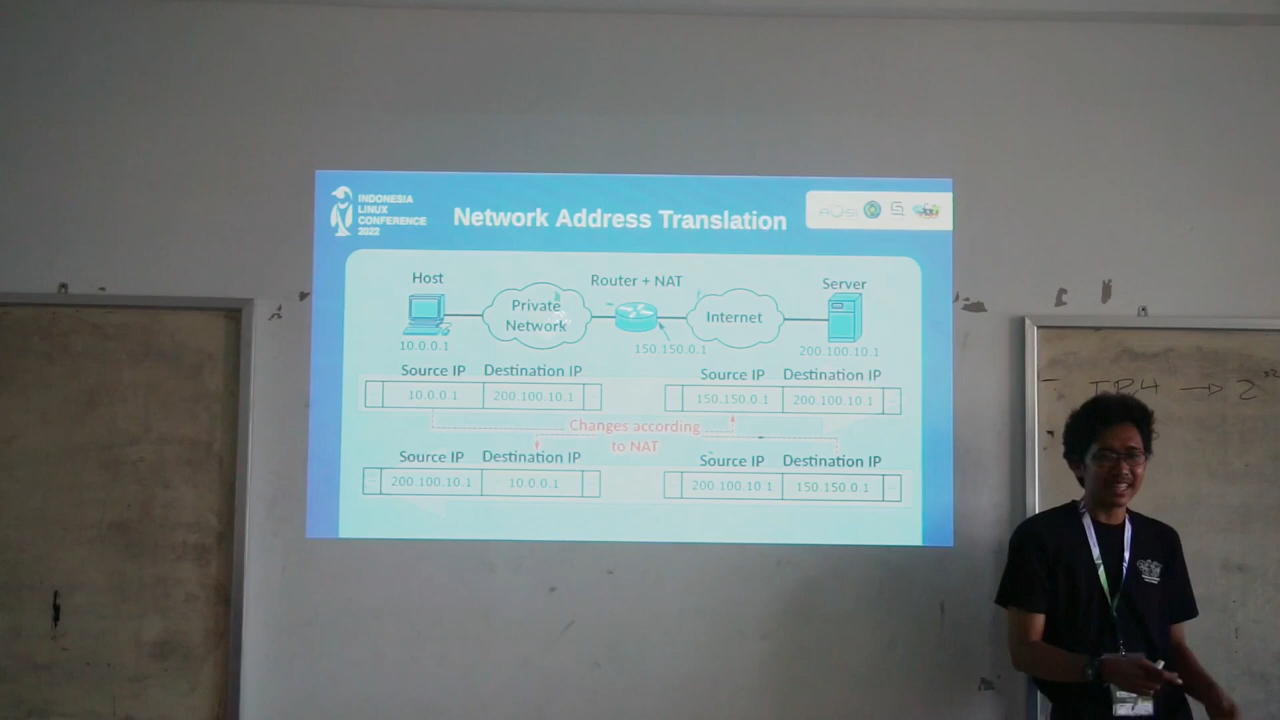 INDONESIA
LINUX
CONFERENCE
2022
Network Address Translation
Host
Router + NAT
Server
Private
Network
Internet
10.0.0.1
150.150.0.1
200.100.10.1
Source IP Destination IP
Source IP Destination IP
10.0.0.1 200.100.10.1
150.150.0.1 200.100.10.1
Changes according
to NAT
Source IP Destination IP
Source IP Destination IP
200.100.10.1 10.0.0.1
200.100.10.1 150.150.0.1
→ 2